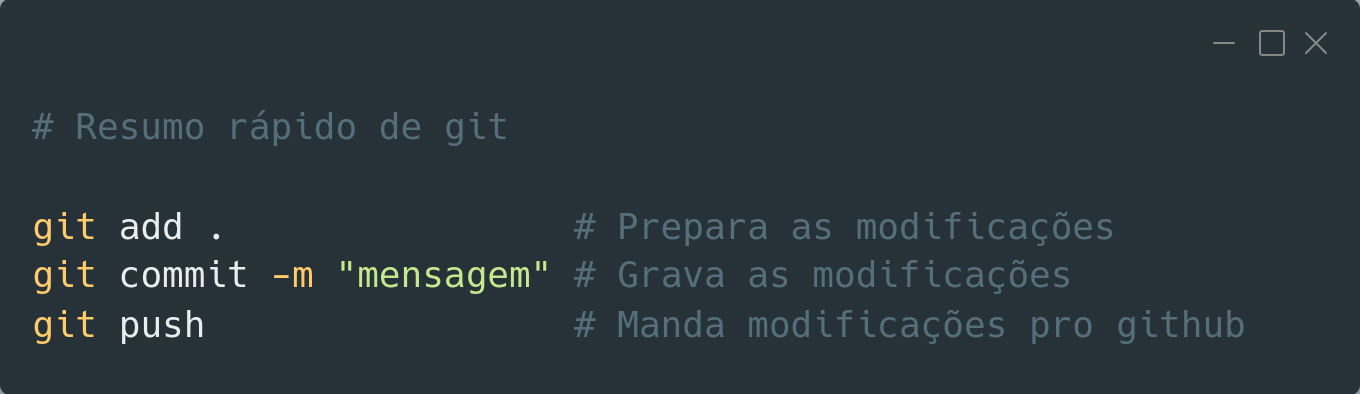 # Resumo rápido de git
git add . # Prepara as modificações
git commit -m "mensagem" # Grava as modificações
git push # Manda modificações pro github